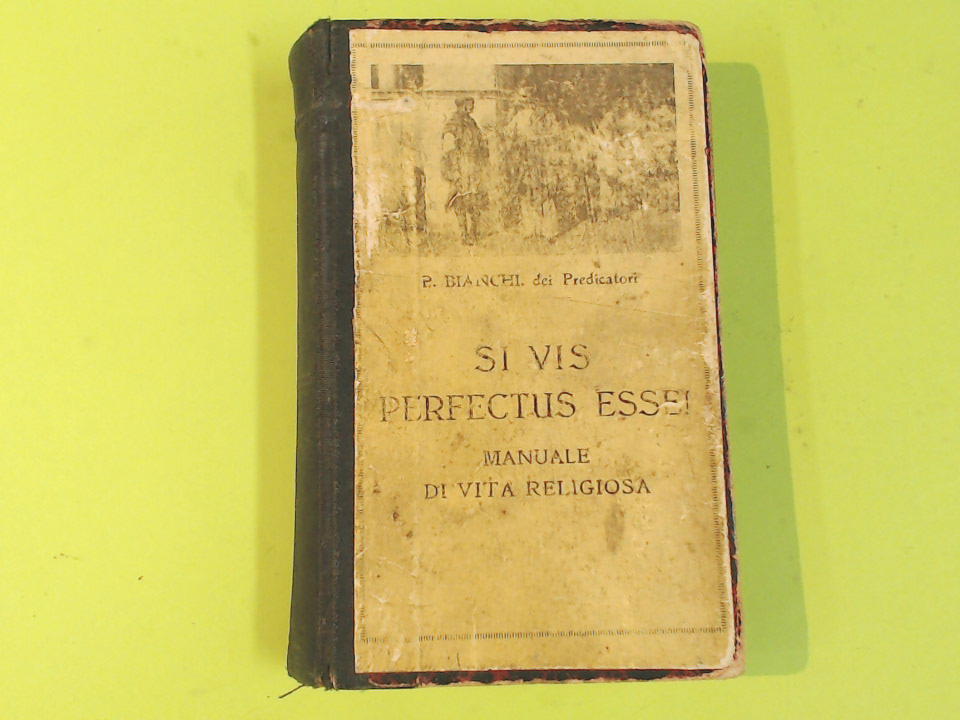 P. BIANCHI. dei Predicatori
SI VIS
PERFECTUS ESSE!
MANUALE
DI VITA RELIGIOSA